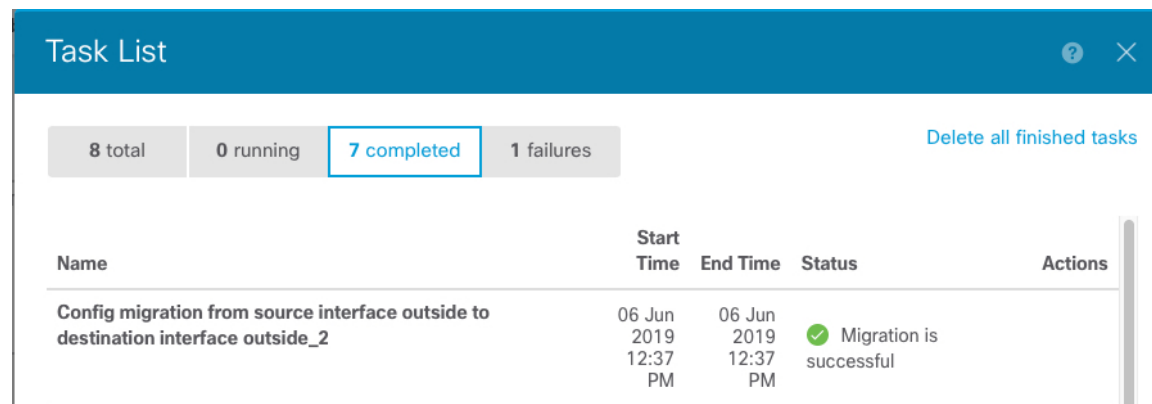 Task List
8 total 0 running 7 completed 1 failures
Delete all finished tasks
Name Start Time End Time Status Actions
Config migration from source interface outside to
destination interface outside_2
06 Jun
2019
12:37
PM
06 Jun
2019
12:37
PM
Migration is
successful